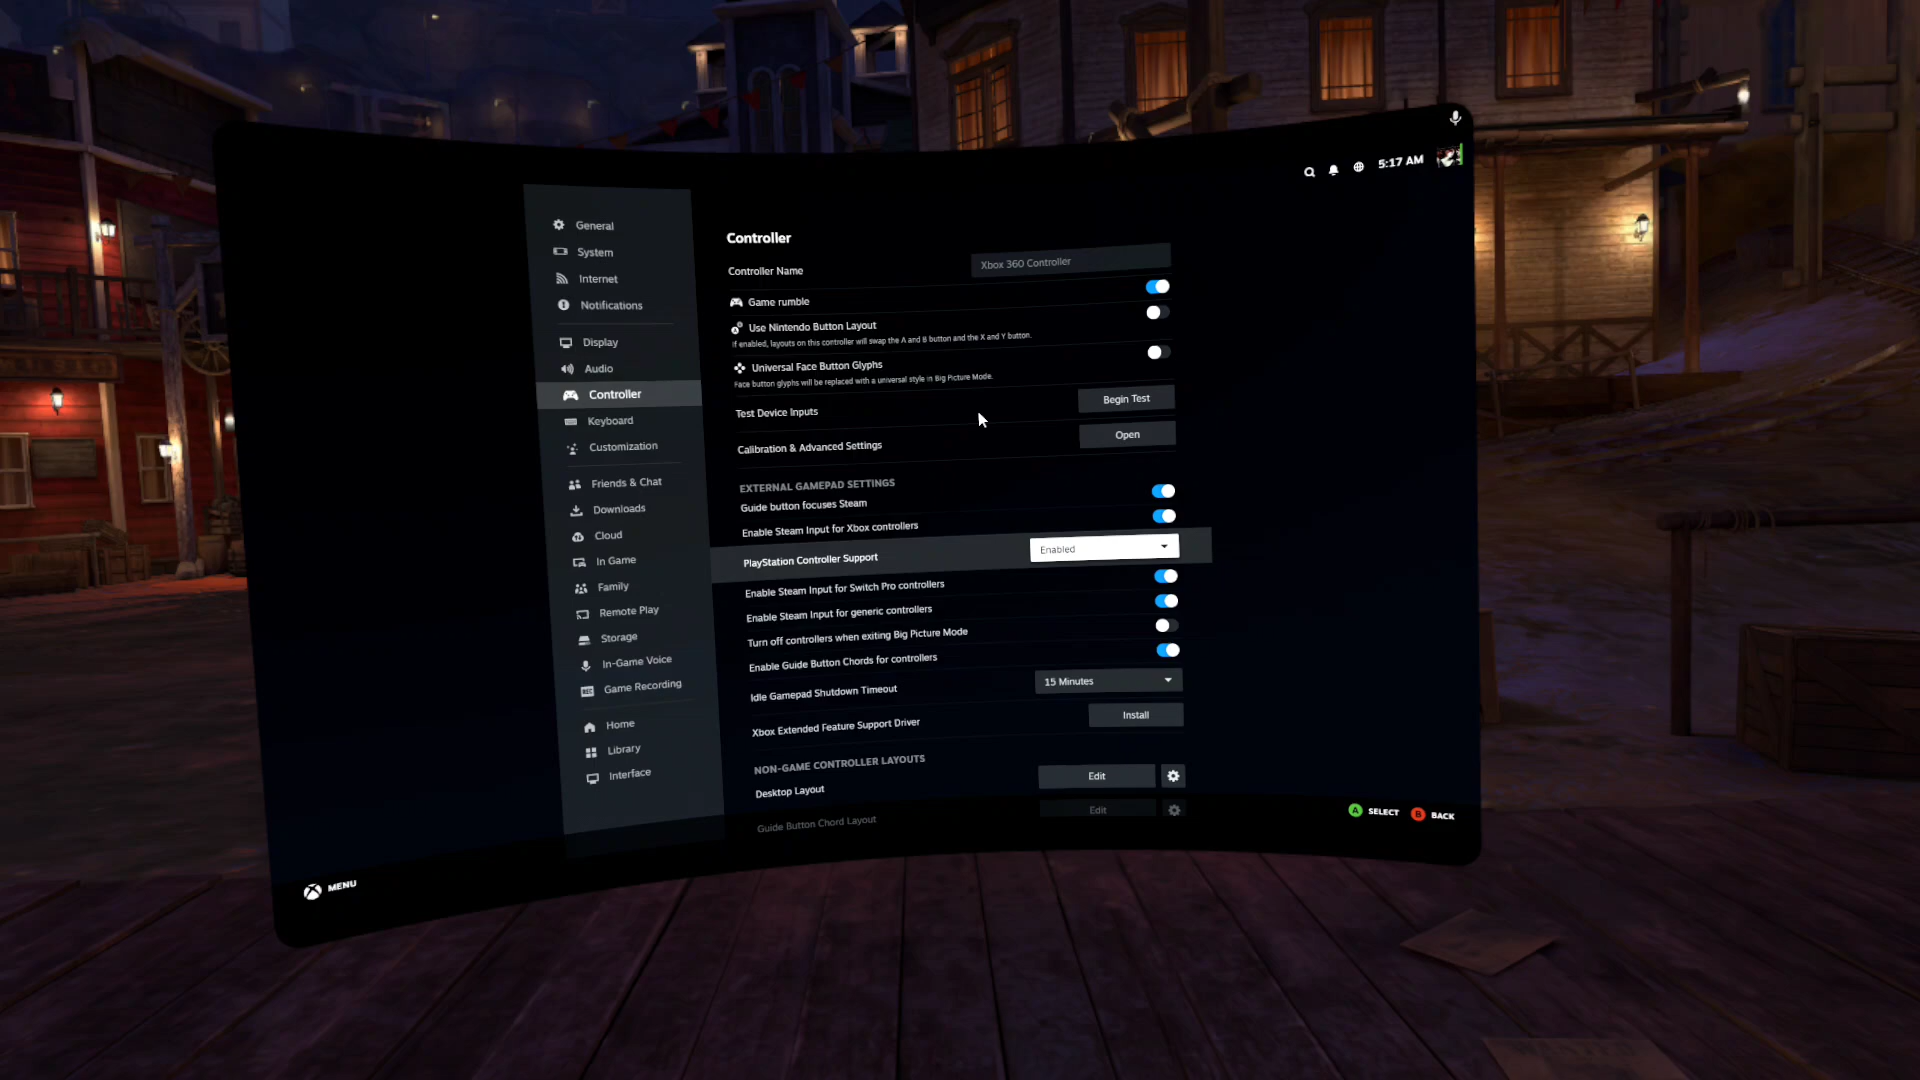 5:17 AM
General
System
Internet
Notifications
Display
Audio
Controller
Keyboard
Customization
Friends & Chat
Downloads
Cloud
In Game
Family
Remote Play
Storage
In-Game Voice
Game Recording
Home
Library
Interface
Controller
Controller Name
Xbox 360 Controller
Game rumble
Use Nintendo Button Layout
If enabled, layouts on this controller will swap the A and B button and the X and Y button.
Universal Face Button Glyphs
Face button glyphs will be replaced with a universal style in Big Picture Mode.
Test Device Inputs
Begin Test
Calibration & Advanced Settings
Open
EXTERNAL GAMEPAD SETTINGS
Guide button focuses Steam
Enable Steam Input for Xbox controllers
PlayStation Controller Support
Enabled
Enable Steam Input for Switch Pro controllers
Enable Steam Input for generic controllers
Turn off controllers when exiting Big Picture Mode
Enable Guide Button Chords for controllers
Idle Gamepad Shutdown Timeout
15 Minutes
Xbox Extended Feature Support Driver
Install
NON-GAME CONTROLLER LAYOUTS
Desktop Layout
Edit
Guide Button Chord Layout
Edit
A SELECT
B BACK
MENU